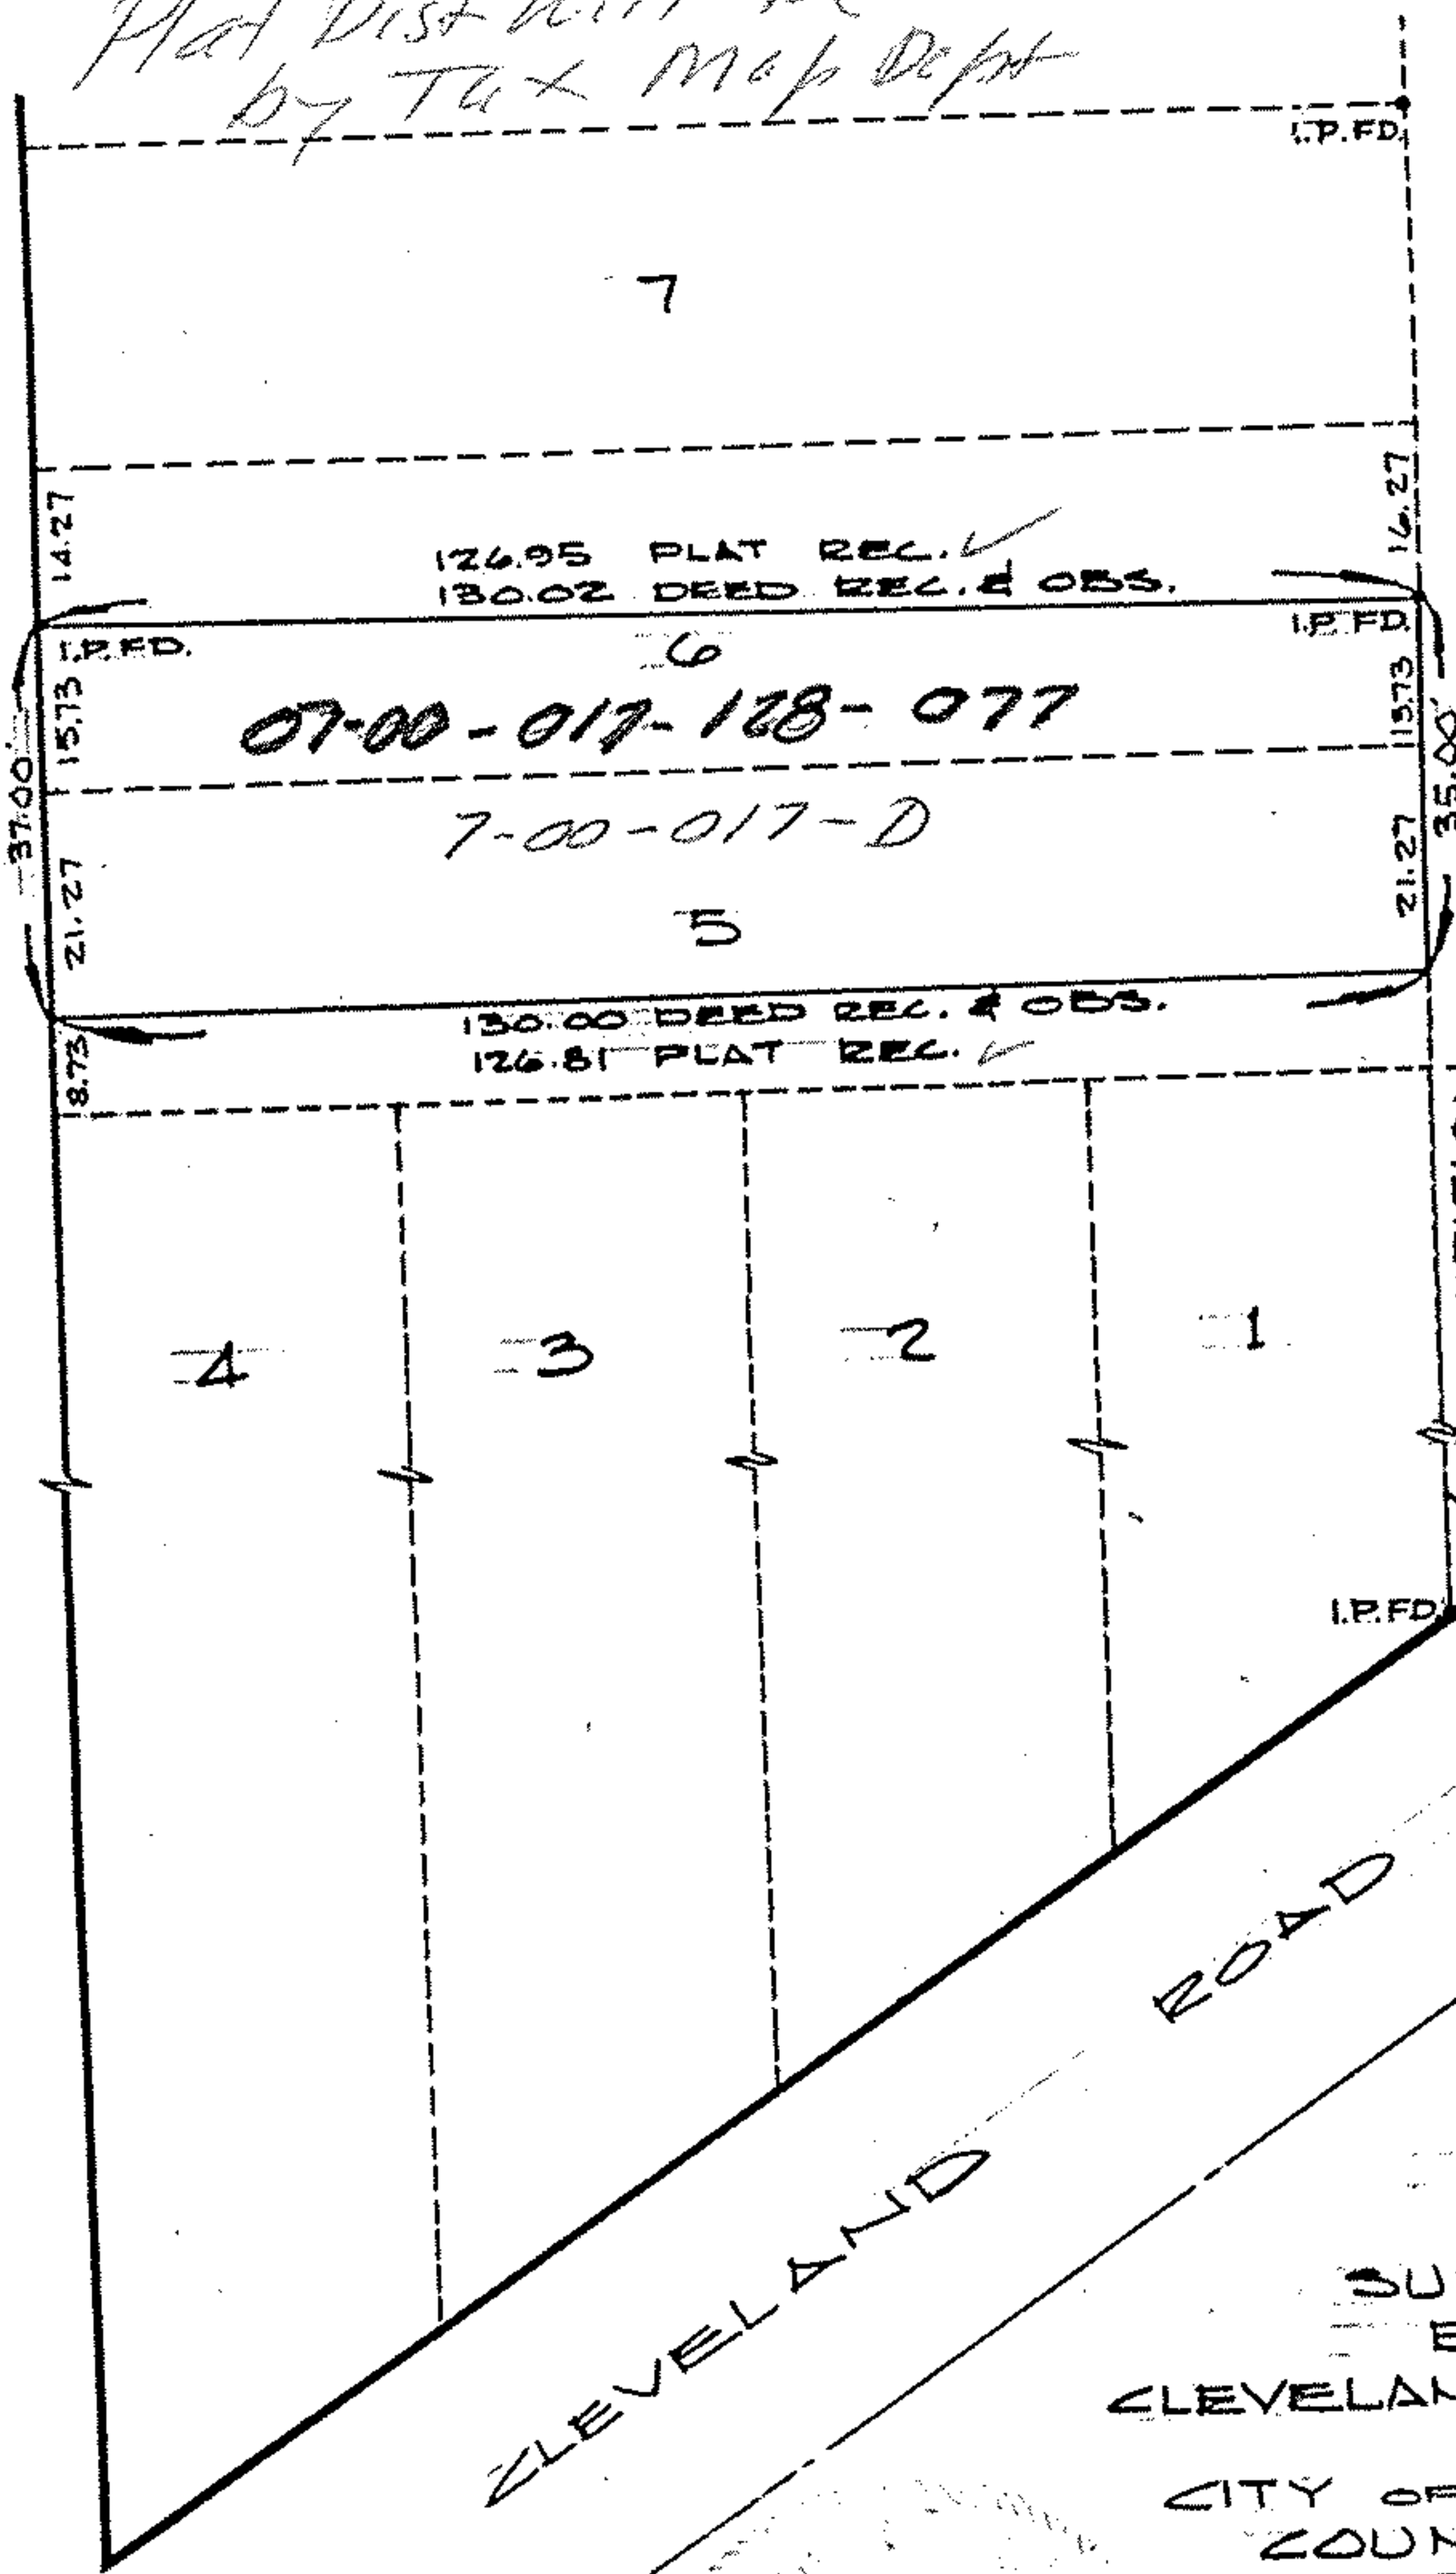 Plat Dist
by Tax Map Dept
I.P. FD.
7
14.27
16.27
126.95 PLAT REC.
130.02 DEED REC. & OBS.
I.P. FD.
6
I.P. FD.
37.00'
15.73
07-00-017-128-077
35.00'
7-00-017-D
21.27
21.27
5
130.00 DEED REC. & OBS.
126.81 PLAT REC.
8.73
4
3
2
1
I.P. FD.
CLEVELAND ROAD
SU
E
CLEVELAN
CITY OF
COUN